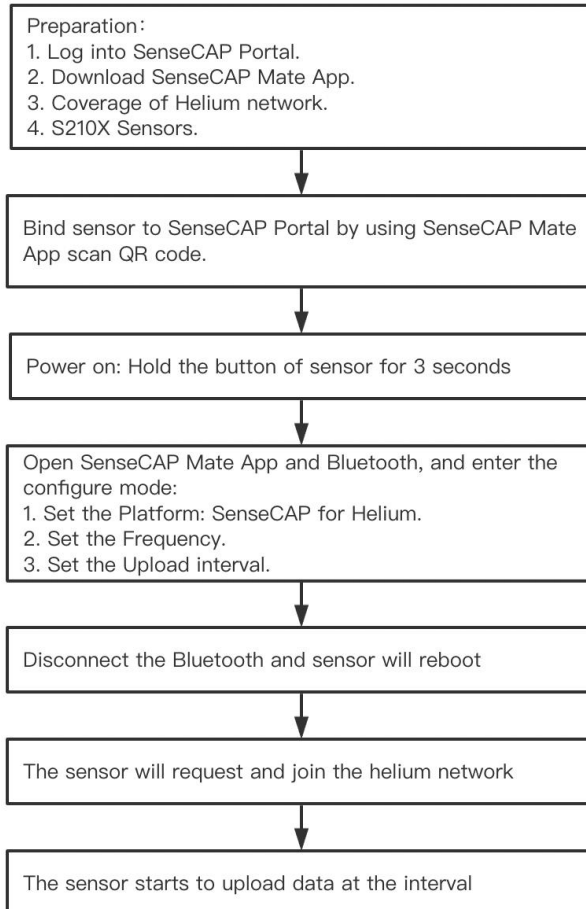 Preparation：
1. Log into SenseCAP Portal.
2. Download SenseCAP Mate App.
3. Coverage of Helium network.
4. S210X Sensors.
Bind sensor to SenseCAP Portal by using SenseCAP Mate
App scan QR code.
Power on: Hold the button of sensor for 3 seconds
Open SenseCAP Mate App and Bluetooth, and enter the
configure mode:
1. Set the Platform: SenseCAP for Helium.
2. Set the Frequency.
3. Set the Upload interval.
Disconnect the Bluetooth and sensor will reboot
The sensor will request and join the helium network
The sensor starts to upload data at the interval